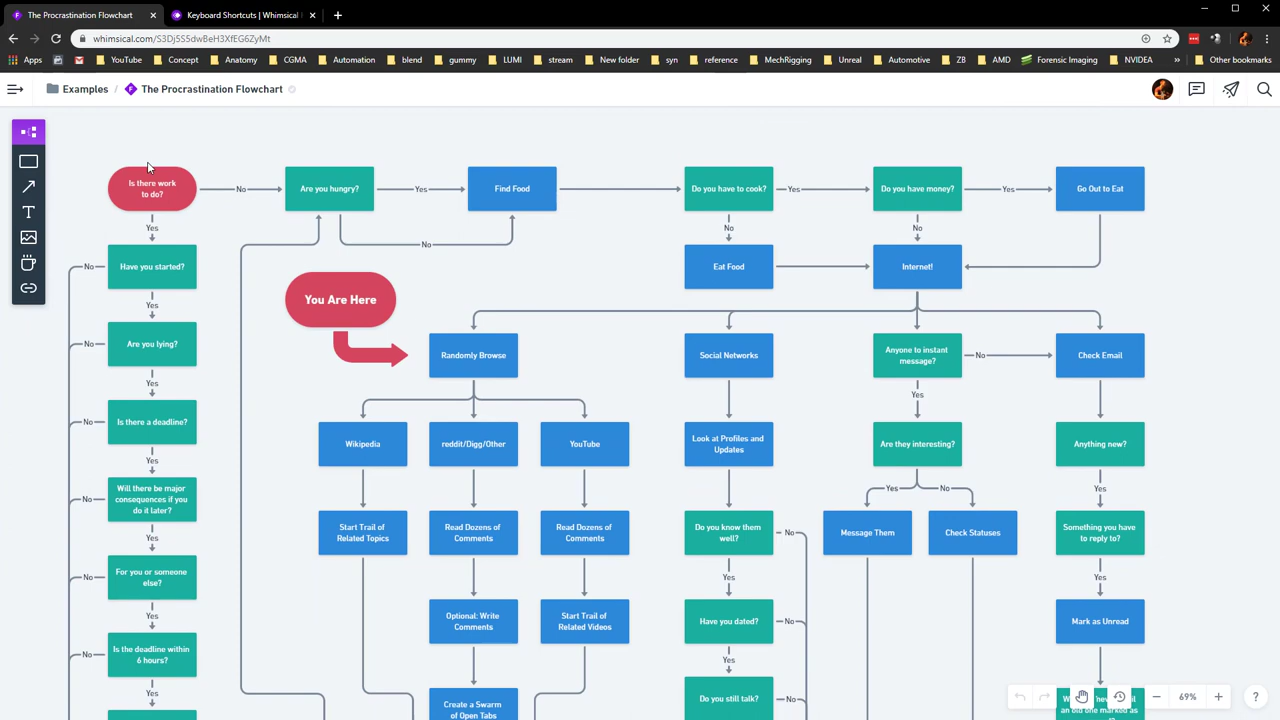 The Procrastination Flowchart
Keyboard Shortcuts | Whimsical
whimsical.com/S3Dj5S5dwBeH3XfEG6ZyMt
Apps
YouTube
Concept
Anatomy
CGMA
Automation
blend
gummy
LUMI
stream
New folder
syn
reference
MechRigging
Unreal
Automotive
ZB
AMD
Forensic Imaging
NVIDEA
»
Other bookmarks
Examples / The Procrastination Flowchart
Is there work
to do?
No
Are you hungry?
Yes
Find Food
Do you have to cook?
Yes
Do you have money?
Yes
Go Out to Eat
Yes
No
No
No
No
Have you started?
Eat Food
Internet!
You Are Here
Yes
No
Are you lying?
Randomly Browse
Social Networks
Anyone to instant
message?
No
Check Email
Yes
Yes
No
Is there a deadline?
Wikipedia
reddit/Digg/Other
YouTube
Look at Profiles and
Updates
Are they interesting?
Anything new?
Yes
Yes
No
Yes
No
Will there be major
consequences if you
do it later?
Start Trail of
Related Topics
Read Dozens of
Comments
Read Dozens of
Comments
Do you know them
well?
No
Message Them
Check Statuses
Something you have
to reply to?
Yes
No
For you or someone
else?
Yes
Yes
Yes
Optional: Write
Comments
Start Trail of
Related Videos
Have you dated?
No
Mark as Unread
No
Is the deadline within
6 hours?
Yes
Yes
Create a Swarm
of Open Tabs
Do you still talk?
No
an old one marked as
69%
?